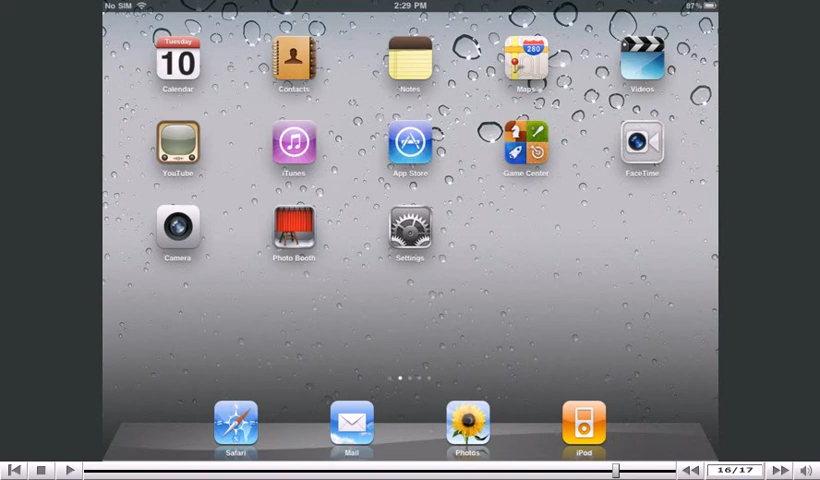 No SIM 2:29 PM 87%
Tuesday
10
280
Calendar Contacts Notes Maps Videos
YouTube iTunes App Store Game Center FaceTime
Camera Photo Booth Settings
Safari Mail Photos iPod
16/17